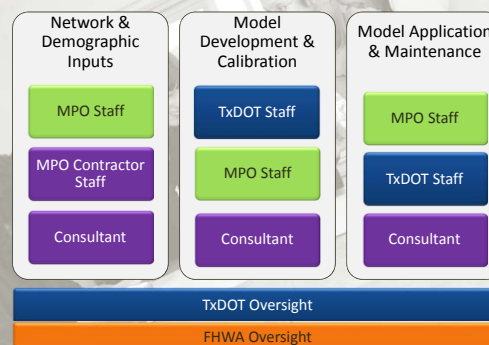 Network &
Demographic
Inputs
MPO Staff
MPO Contractor
Staff
Consultant
Model
Development &
Calibration
TxDOT Staff
MPO Staff
Consultant
Model Application
& Maintenance
MPO Staff
TxDOT Staff
Consultant
TxDOT Oversight
FHWA Oversight